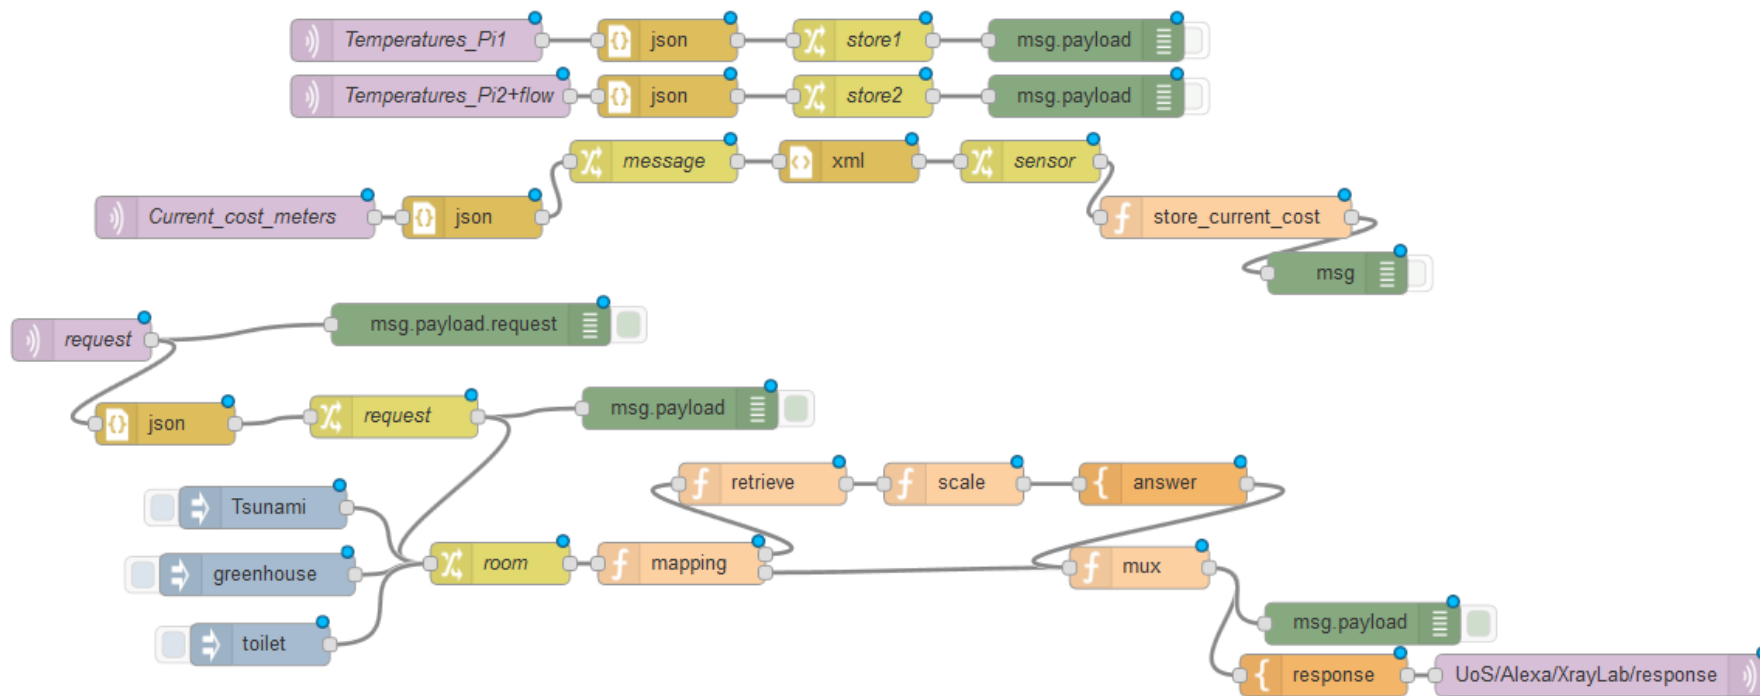 Temperatures_Pi1 json store1 msg.payload
Temperatures_Pi2+flow json store2 msg.payload
message xml sensor
Current_cost_meters json store_current_cost
msg
msg.payload.request
request
json request msg.payload
retrieve scale answer
Tsunami
room mapping mux
greenhouse
msg.payload
toilet
response UoS/Alexa/XrayLab/response